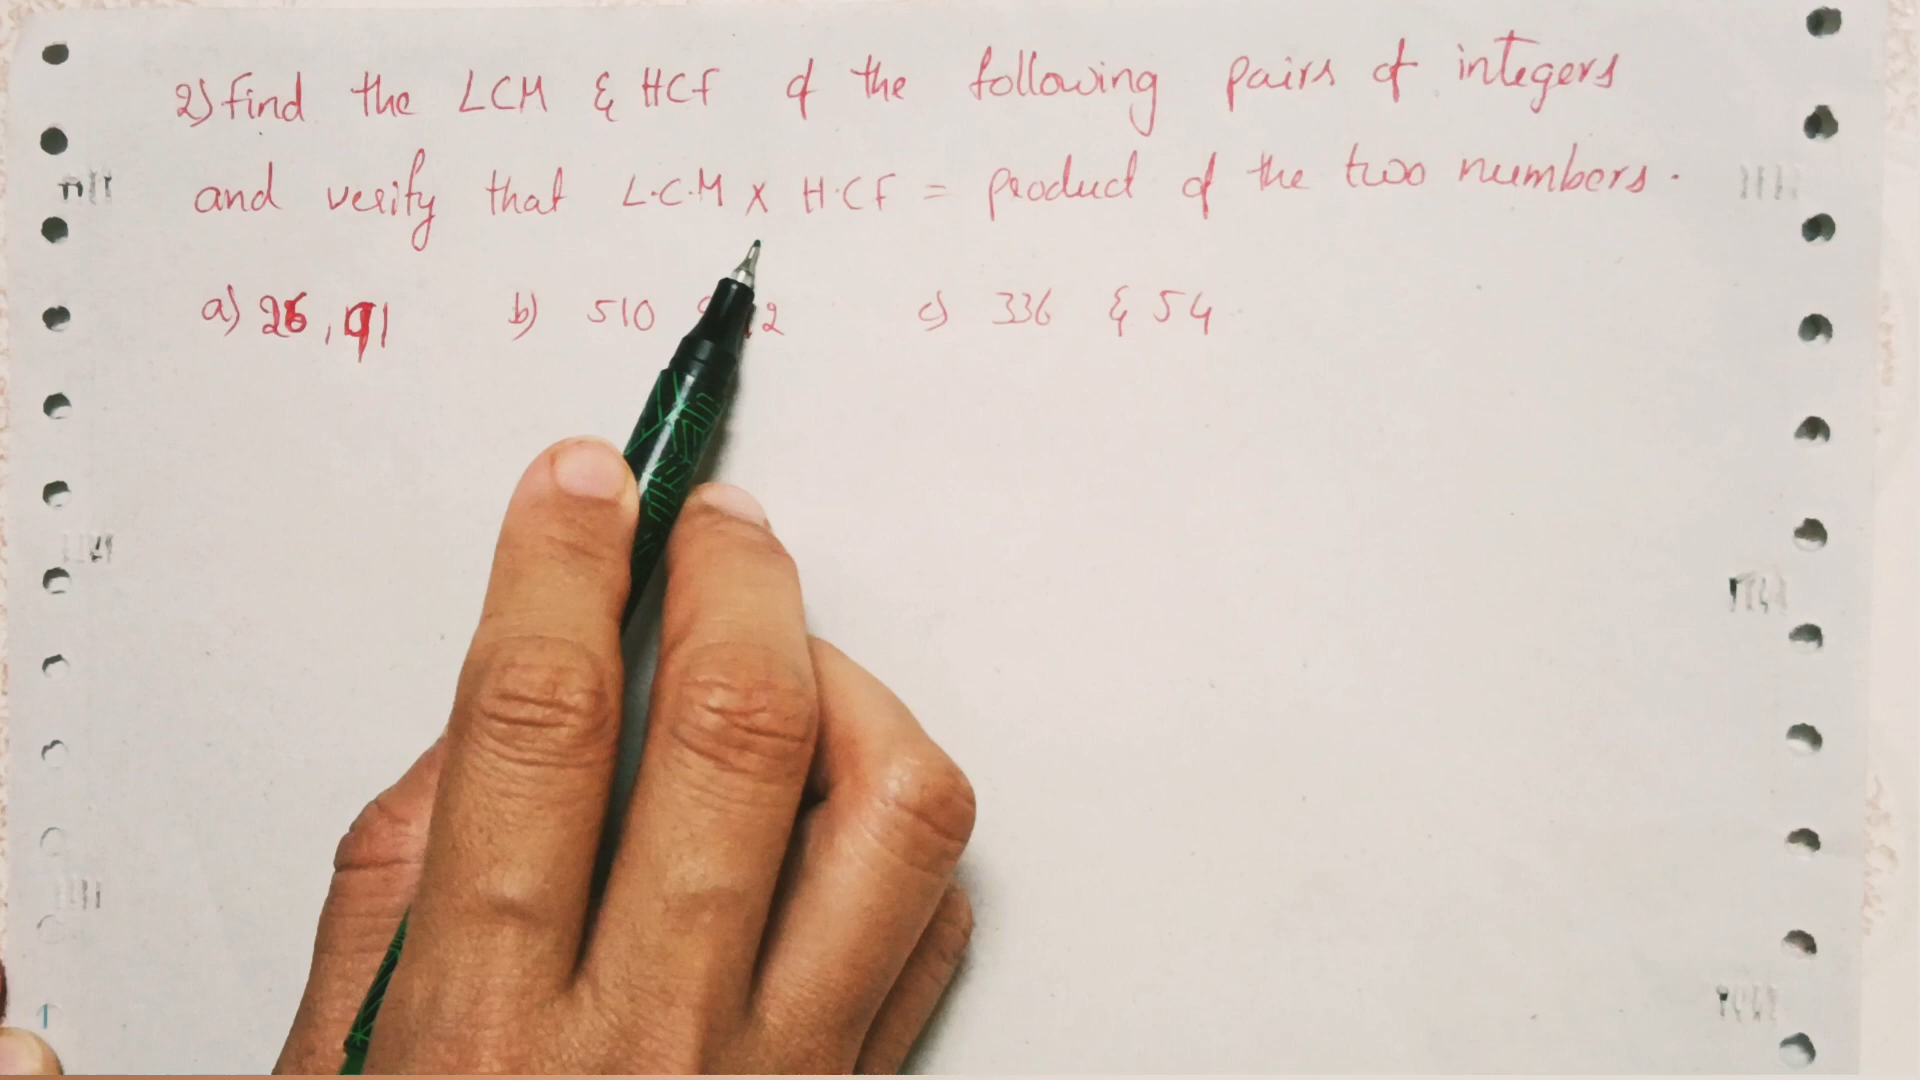 2) Find the LCM & HCF of the following pairs of integers
and verify that L.C.M x H.C.F = product of the two numbers.
a) 26, 91 b) 510 c) 336 & 54